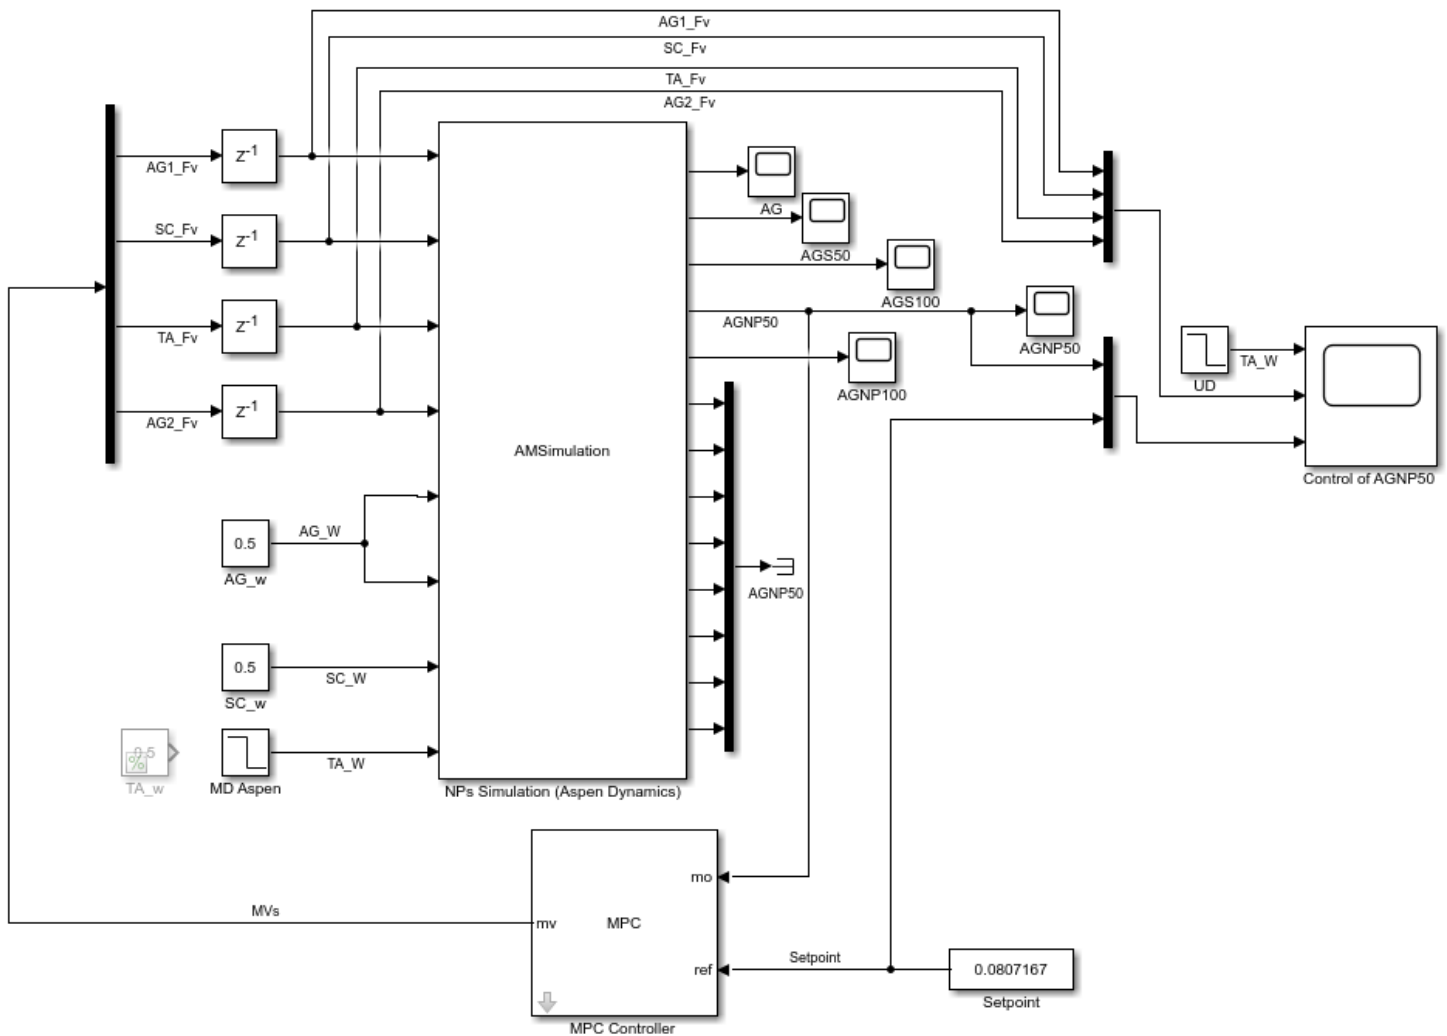 AG1_Fv
SC_Fv
TA_Fv
AG2_Fv
AG1_Fv
z-1
SC_Fv
z-1
TA_Fv
z-1
AG2_Fv
z-1
AG
AGS50
AGS100
AGNP50
AGNP50
AGNP100
UD
TA_W
Control of AGNP50
AMSimulation
AG_W
0.5
AG_w
AGNP50
0.5
SC_W
SC_w
0.5
%
TA_w
MD Aspen
TA_W
NPs Simulation (Aspen Dynamics)
mo
MVs
mv
MPC
ref
Setpoint
0.0807167
Setpoint
MPC Controller